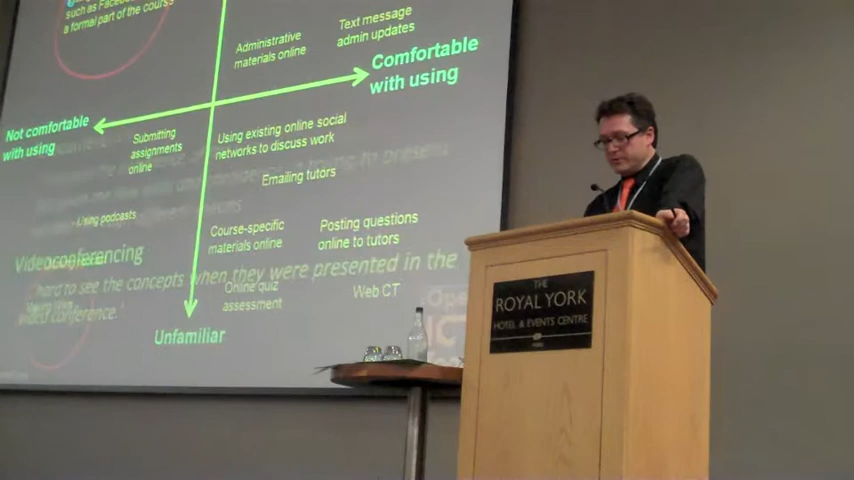 such as Facebook
a formal part of the course
Text message
admin updates
Administrative
materials online
Comfortable
with using
Not comfortable
with using
Submitting
assignments
online
Using existing online social
networks to discuss work
trying to present
Emailing tutors
- Using podcasts
Course-specific
materials online
Posting questions
online to tutors
Videoconferencing
hard to see the concepts when they were presented in the
video conference.'
Online quiz
assessment
Web CT
Unfamiliar
THE
ROYAL YORK
HOTEL & EVENTS CENTRE